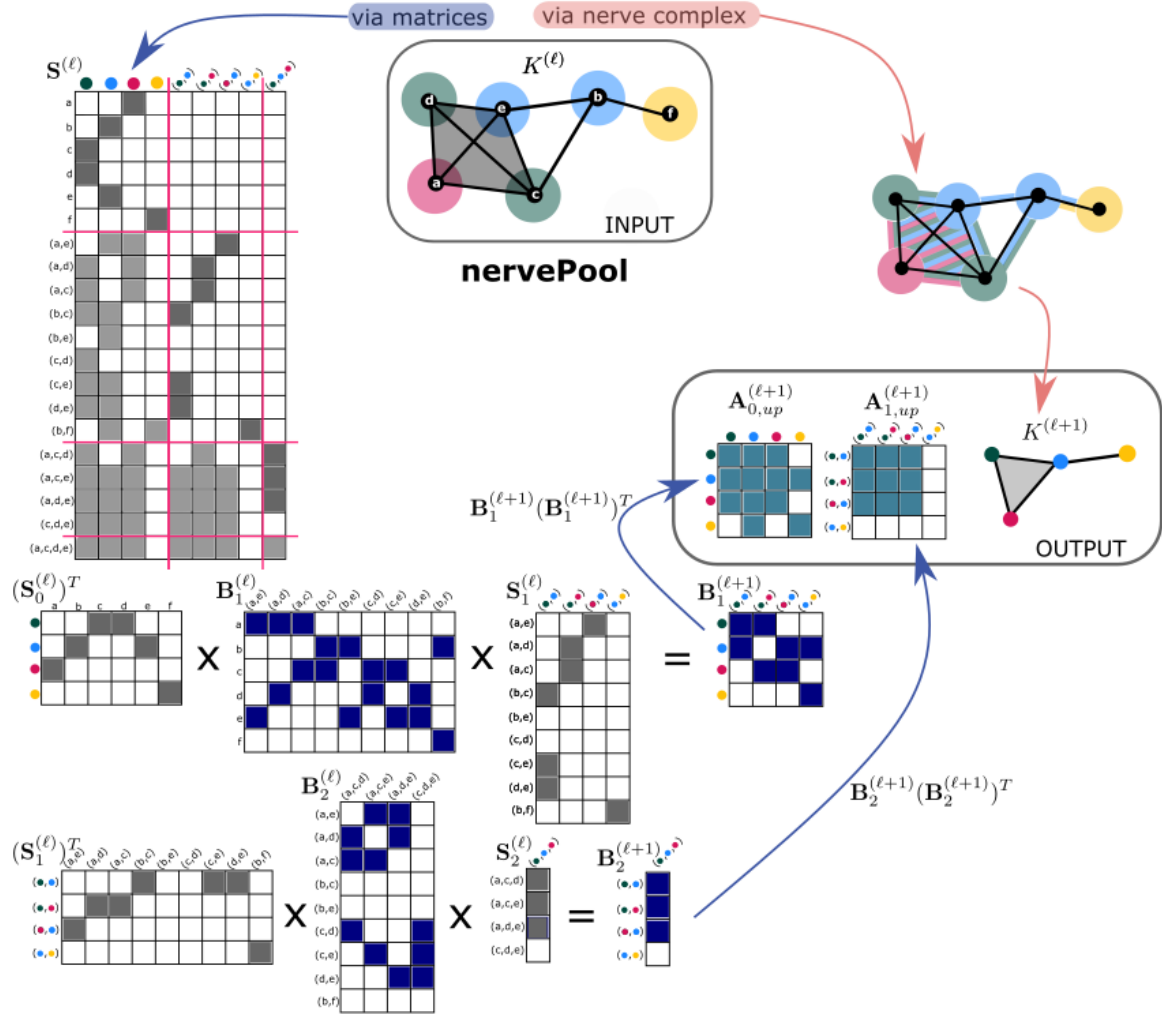 via matrices
via nerve complex
S^(ℓ)
(●,●) (●,●) (●,●) (●,●) (●,●,●)
a
b
c
d
e
f
(a,e)
(a,d)
(a,c)
(b,c)
(b,e)
(c,d)
(c,e)
(d,e)
(b,f)
(a,c,d)
(a,c,e)
(a,d,e)
(c,d,e)
(a,c,d,e)
K^(ℓ)
d e b f
a c
INPUT
nervePool
A_{0,up}^(ℓ+1)
A_{1,up}^(ℓ+1)
(●,●) (●,●) (●,●) (●,●)
(●,●)
(●,●)
(●,●)
(●,●)
K^(ℓ+1)
OUTPUT
B_1^(ℓ+1)(B_1^(ℓ+1))^T
(S_0^(ℓ))^T
a b c d e f
×
B_1^(ℓ)
(a,e) (a,d) (a,c) (b,c) (b,e) (c,d) (c,e) (d,e) (b,f)
a
b
c
d
e
f
×
S_1^(ℓ)
(●,●) (●,●) (●,●) (●,●)
(a,e)
(a,d)
(a,c)
(b,c)
(b,e)
(c,d)
(c,e)
(d,e)
(b,f)
=
B_1^(ℓ+1)
(●,●) (●,●) (●,●) (●,●)
B_2^(ℓ+1)(B_2^(ℓ+1))^T
(S_1^(ℓ))^T
(a,e) (a,d) (a,c) (b,c) (b,e) (c,d) (c,e) (d,e) (b,f)
(●,●)
(●,●)
(●,●)
(●,●)
×
B_2^(ℓ)
(a,c,d) (a,c,e) (a,d,e) (c,d,e)
(a,e)
(a,d)
(a,c)
(b,c)
(b,e)
(c,d)
(c,e)
(d,e)
(b,f)
×
S_2^(ℓ)
(●,●,●)
(a,c,d)
(a,c,e)
(a,d,e)
(c,d,e)
=
B_2^(ℓ+1)
(●,●,●)
(●,●)
(●,●)
(●,●)
(●,●)